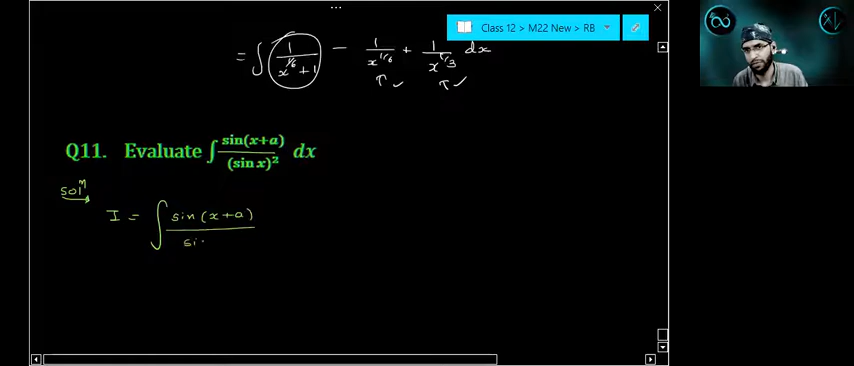 ...
Class 12 > M22 New > RB
= ∫ 1/(x^{1/6} + 1) − 1/x^{1/6} + 1/x^{1/3} dx
↑ ✓ ↑ ✓
Q11. Evaluate ∫ sin(x+a)/(sin x)² dx
solⁿ
I = ∫ sin (x+a)
si